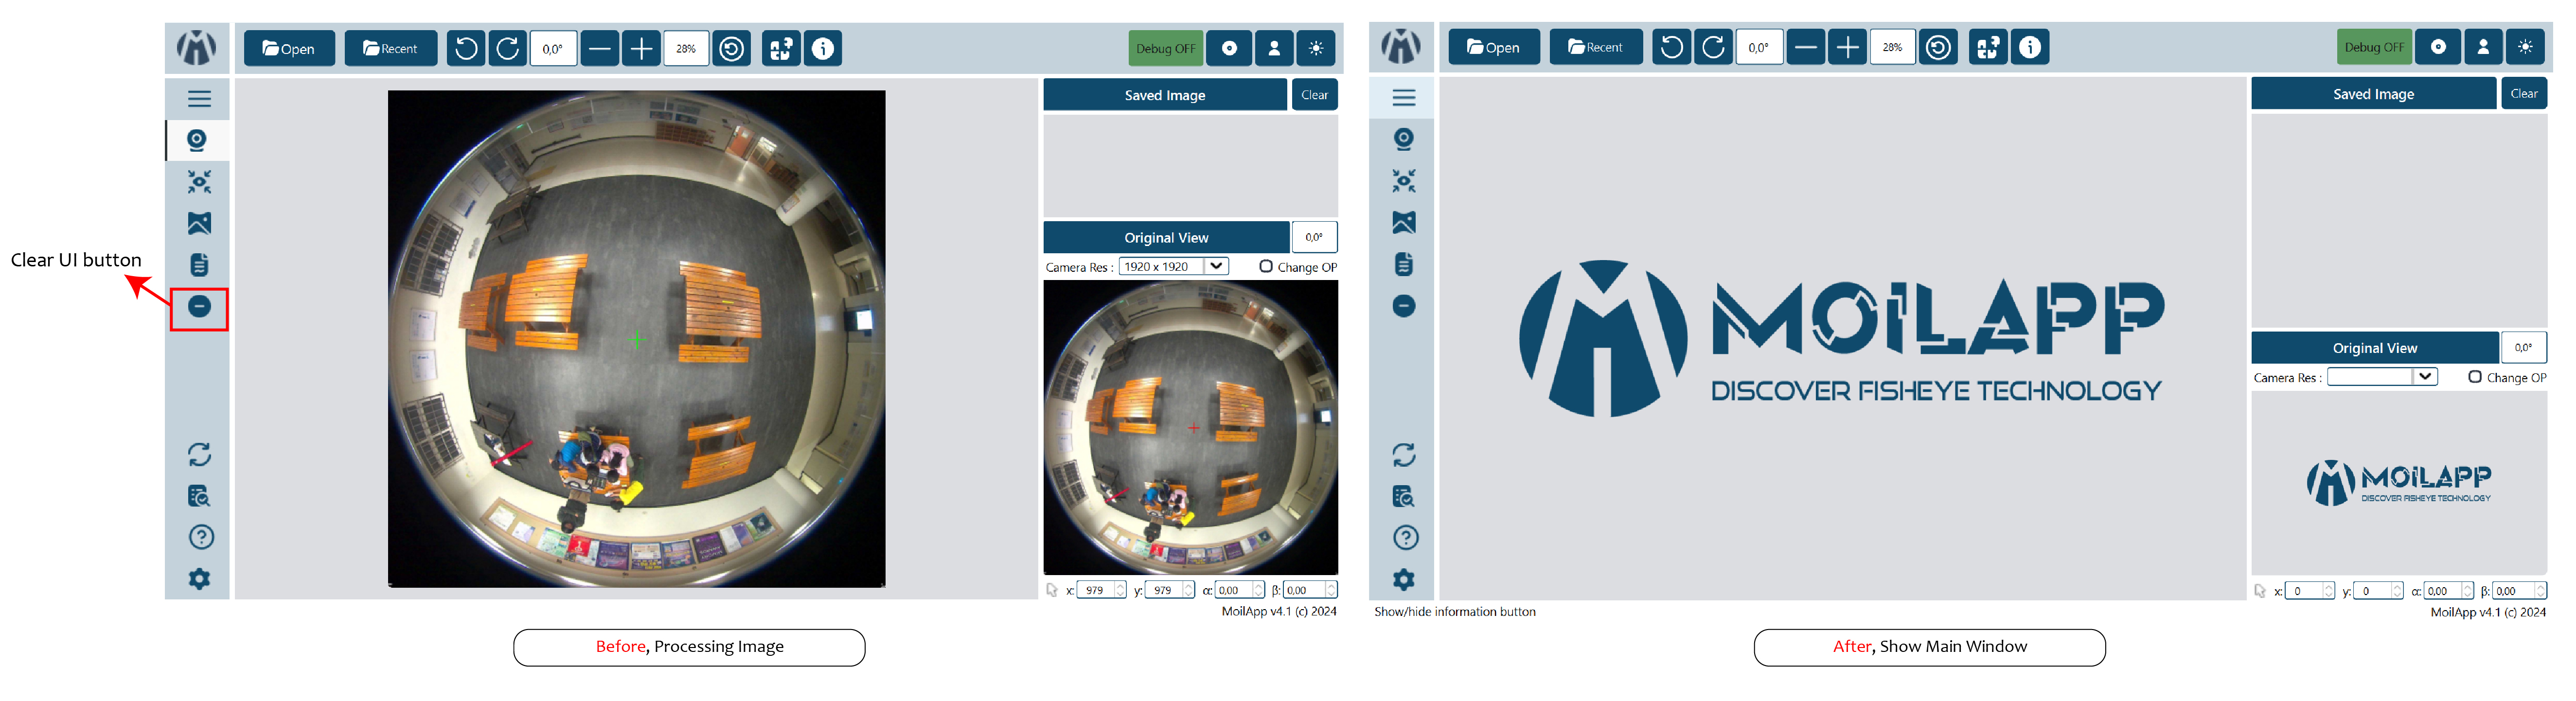 Open
Recent
0,0°
28%
Debug OFF
Saved Image
Clear
Original View
0,0°
Camera Res :
1920 x 1920
Change OP
Clear UI button
x: 979
y: 979
α: 0,00
β: 0,00
MoilApp v4.1 (c) 2024
Before, Processing Image
Open
Recent
0,0°
28%
Debug OFF
Saved Image
Clear
MOILAPP
DISCOVER FISHEYE TECHNOLOGY
Original View
0,0°
Camera Res :
Change OP
MOILAPP
DISCOVER FISHEYE TECHNOLOGY
x: 0
y: 0
α: 0,00
β: 0,00
Show/hide information button
MoilApp v4.1 (c) 2024
After, Show Main Window